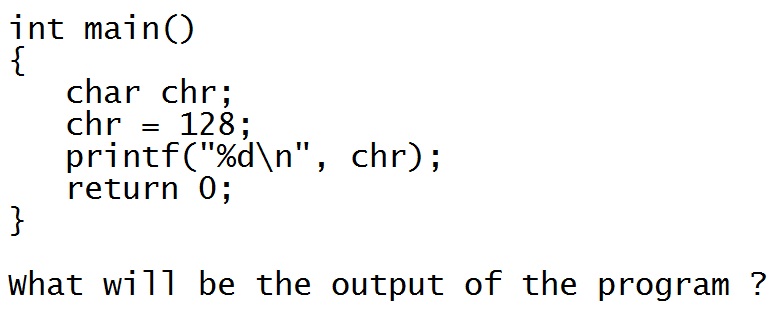 int main()
{
char chr;
chr = 128;
printf("%d\n", chr);
return 0;
}
What will be the output of the program ?